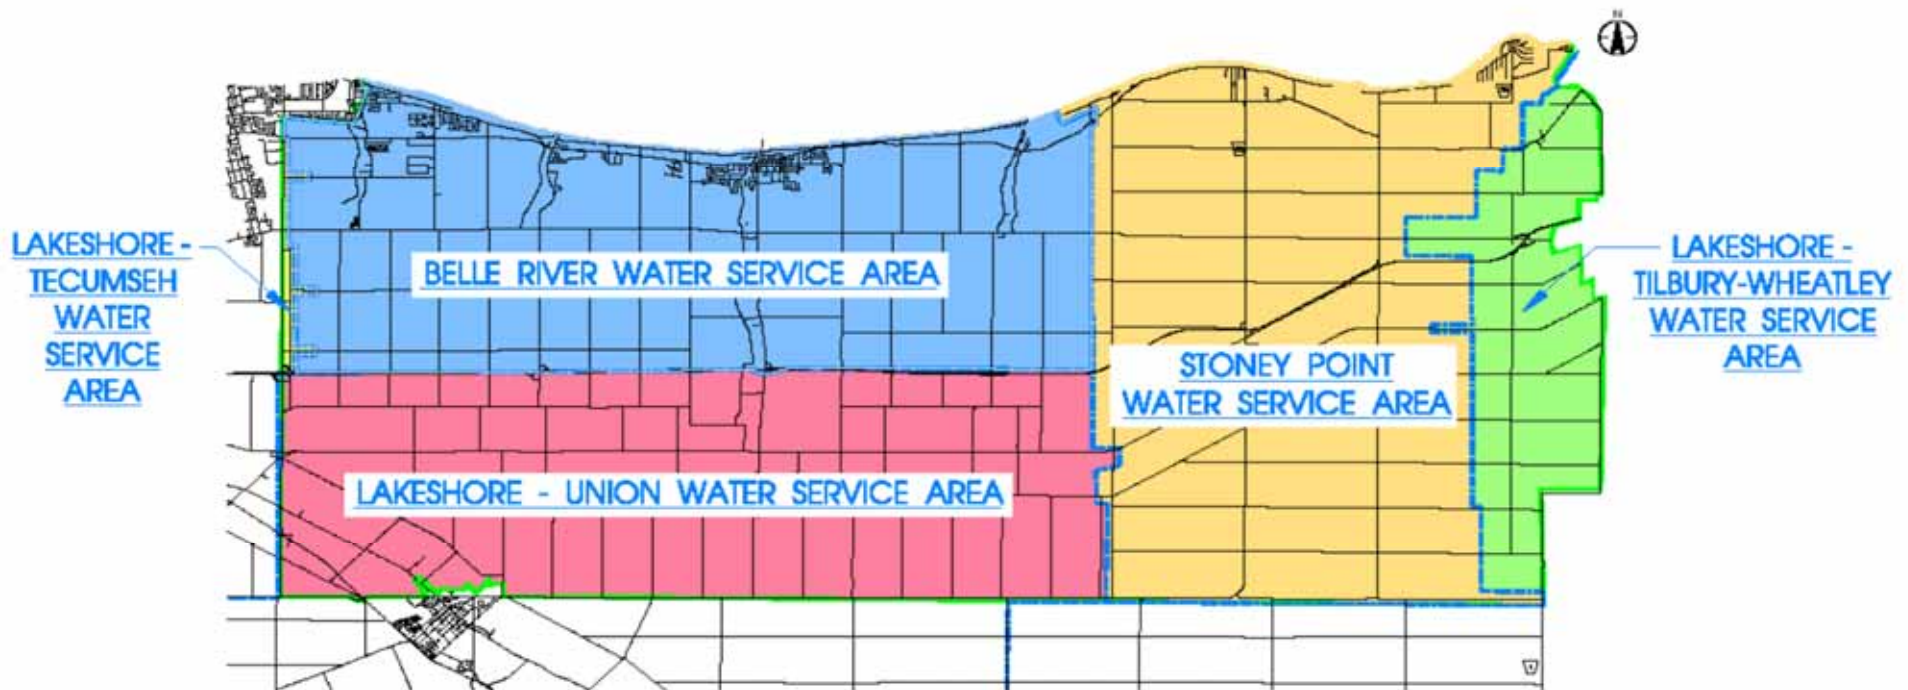 N
LAKESHORE -
TECUMSEH
WATER
SERVICE
AREA
BELLE RIVER WATER SERVICE AREA
LAKESHORE - UNION WATER SERVICE AREA
STONEY POINT
WATER SERVICE AREA
LAKESHORE -
TILBURY-WHEATLEY
WATER SERVICE
AREA